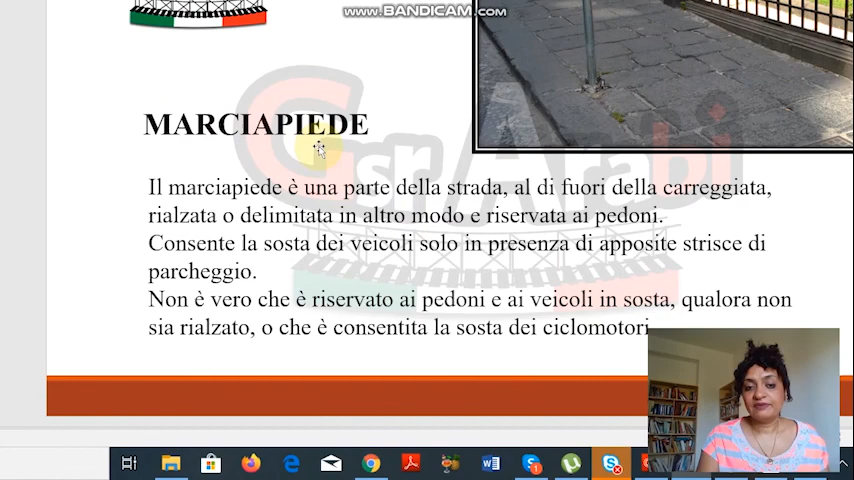 www.BANDICAM.com
MARCIAPIEDE
Gsr Arabi
Il marciapiede è una parte della strada, al di fuori della carreggiata,
rialzata o delimitata in altro modo e riservata ai pedoni.
Consente la sosta dei veicoli solo in presenza di apposite strisce di
parcheggio.
Non è vero che è riservato ai pedoni e ai veicoli in sosta, qualora non
sia rialzato, o che è consentita la sosta dei ciclomotori